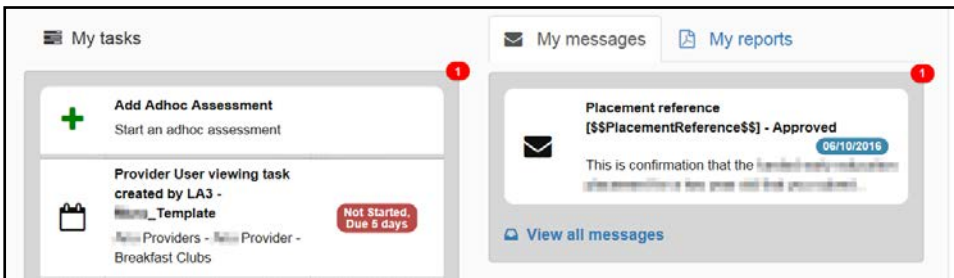 My tasks
1
Add Adhoc Assessment
Start an adhoc assessment
Provider User viewing task
created by LA3 -
_Template
Not Started,
Due 5 days
Providers - Provider -
Breakfast Clubs
My messages
My reports
1
Placement reference
[$$PlacementReference$$] - Approved
06/10/2016
This is confirmation that the
View all messages